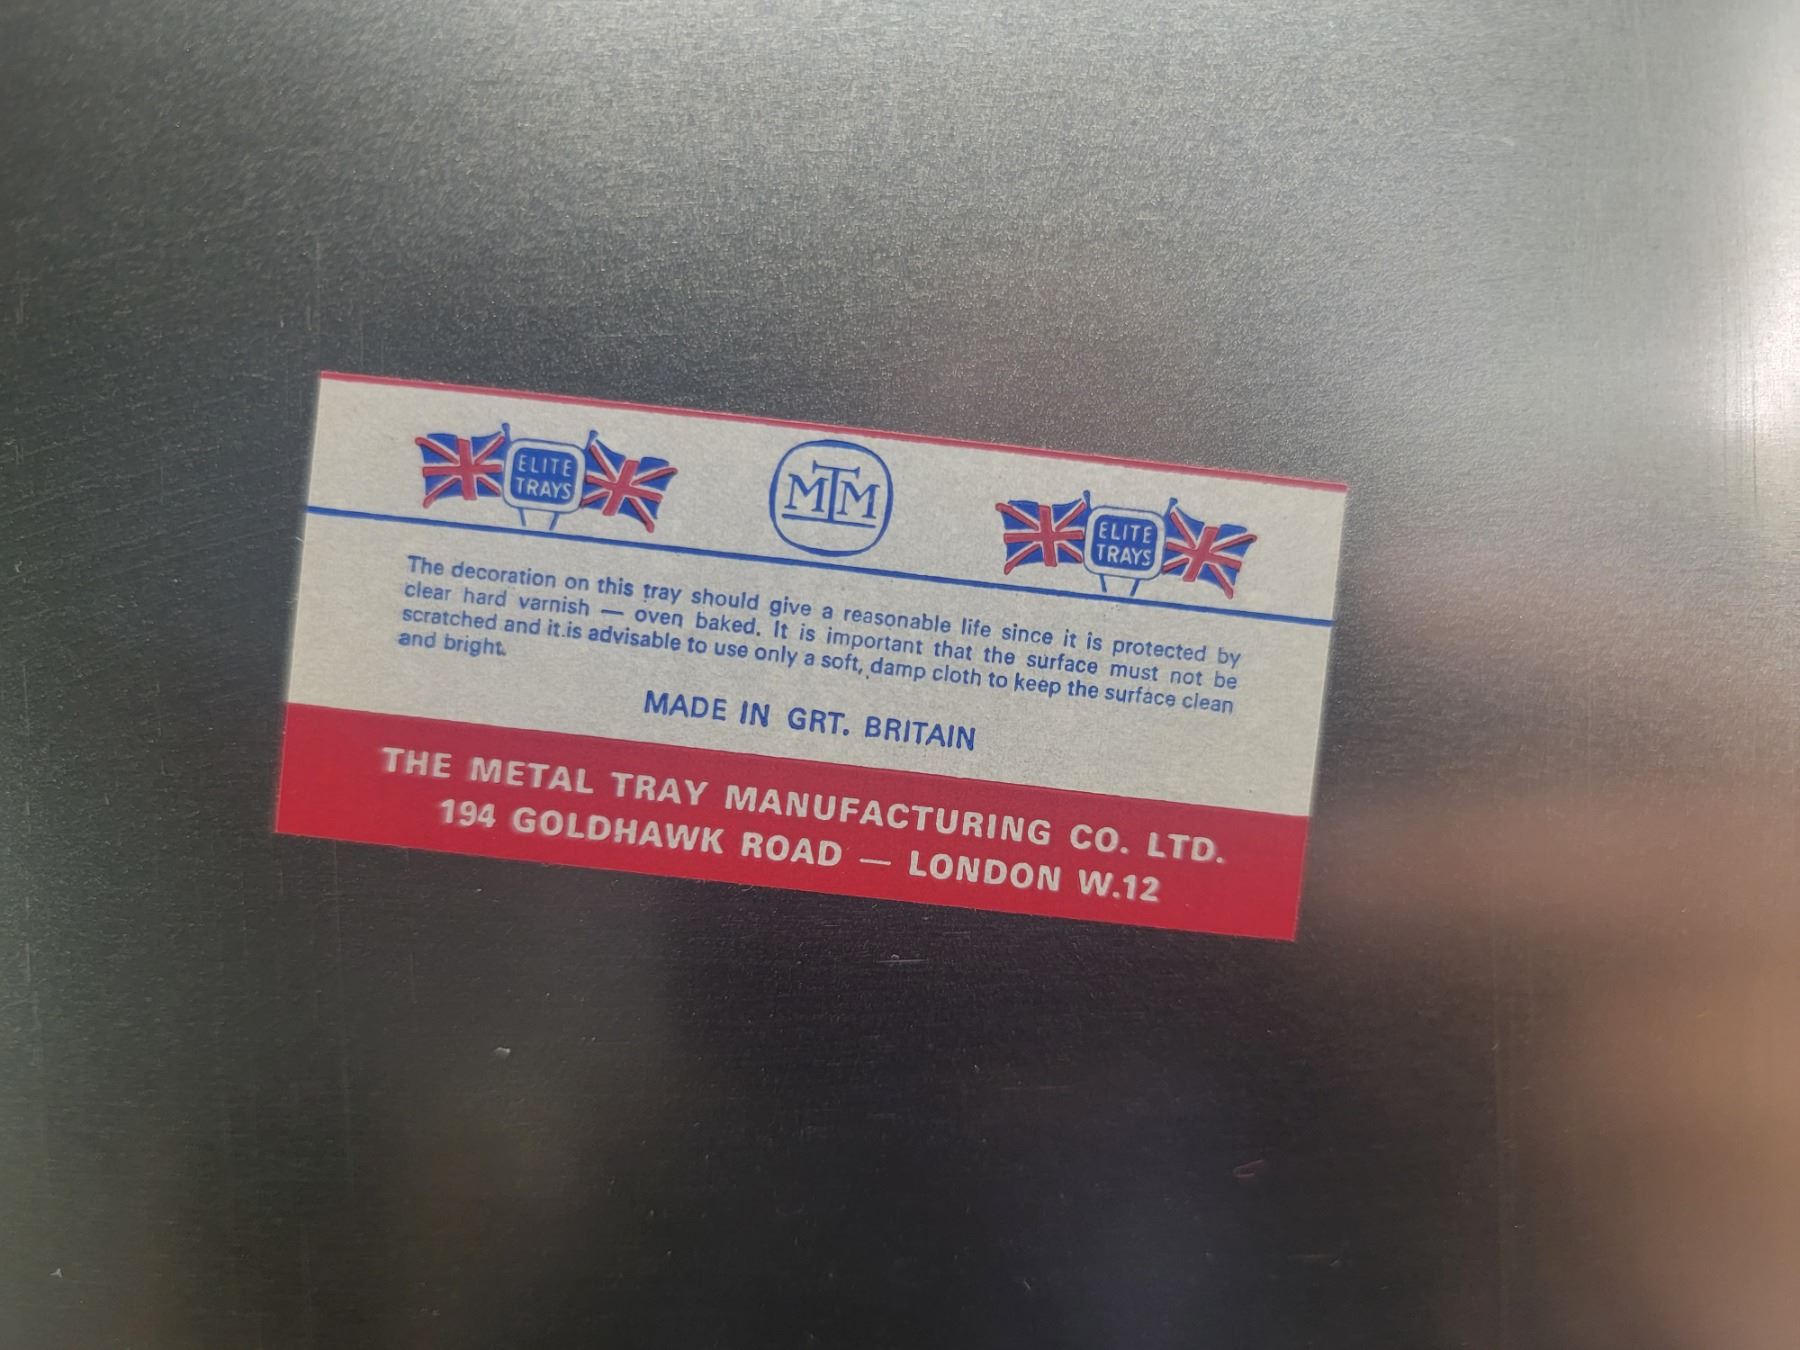 ELITE
TRAYS
MTM
ELITE
TRAYS
The decoration on this tray should give a reasonable life since it is protected by
clear hard varnish — oven baked. It is important that the surface must not be
scratched and it is advisable to use only a soft, damp cloth to keep the surface clean
and bright.
MADE IN GRT. BRITAIN
THE METAL TRAY MANUFACTURING CO. LTD.
194 GOLDHAWK ROAD — LONDON W.12